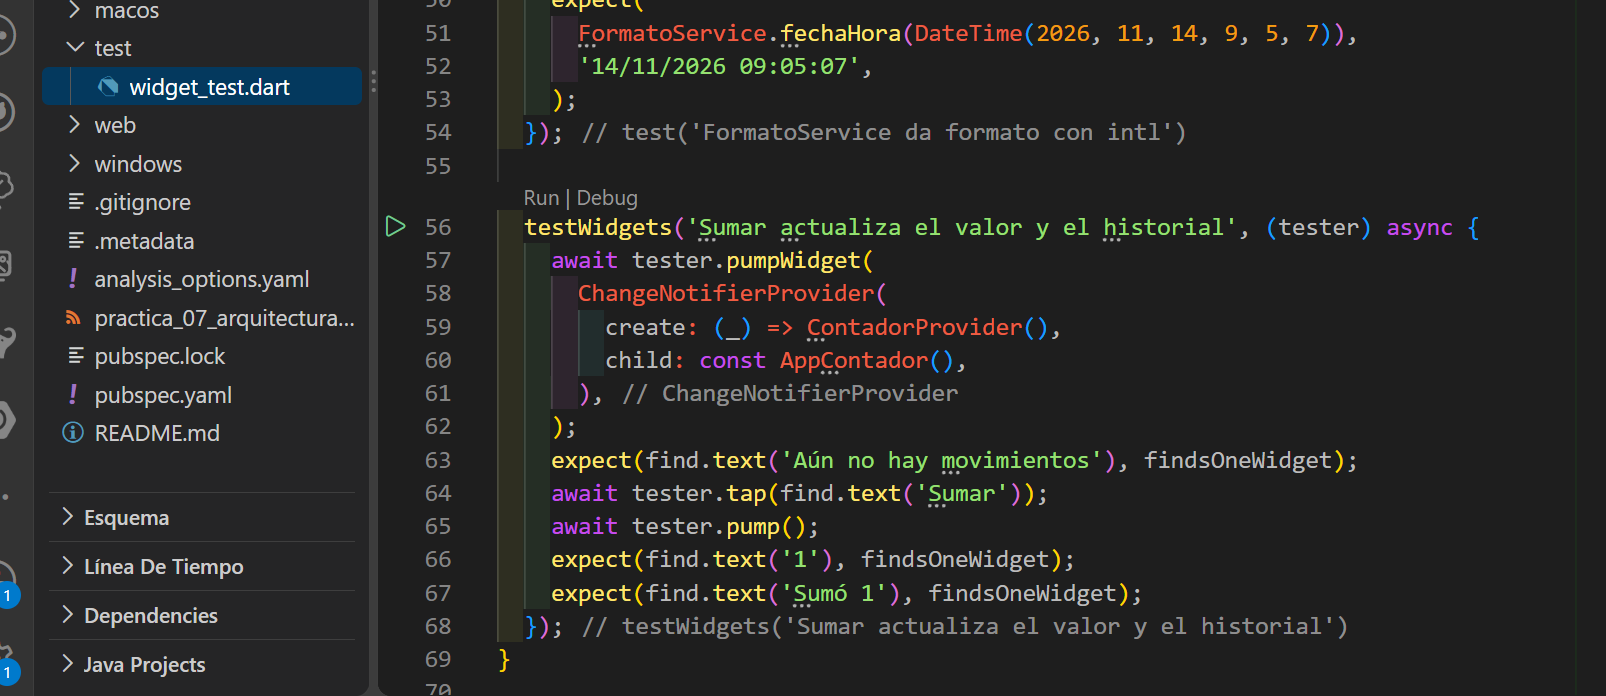 macos
test
widget_test.dart
web
windows
.gitignore
.metadata
analysis_options.yaml
practica_07_arquitectura...
pubspec.lock
pubspec.yaml
README.md
Esquema
Línea De Tiempo
Dependencies
Java Projects
1
1
50 expect(
51 FormatoService.fechaHora(DateTime(2026, 11, 14, 9, 5, 7)),
52 '14/11/2026 09:05:07',
53 );
54 }); // test('FormatoService da formato con intl')
55
Run | Debug
56 testWidgets('Sumar actualiza el valor y el historial', (tester) async {
57 await tester.pumpWidget(
58 ChangeNotifierProvider(
59 create: (_) => ContadorProvider(),
60 child: const AppContador(),
61 ), // ChangeNotifierProvider
62 );
63 expect(find.text('Aún no hay movimientos'), findsOneWidget);
64 await tester.tap(find.text('Sumar'));
65 await tester.pump();
66 expect(find.text('1'), findsOneWidget);
67 expect(find.text('Sumó 1'), findsOneWidget);
68 }); // testWidgets('Sumar actualiza el valor y el historial')
69 }
70